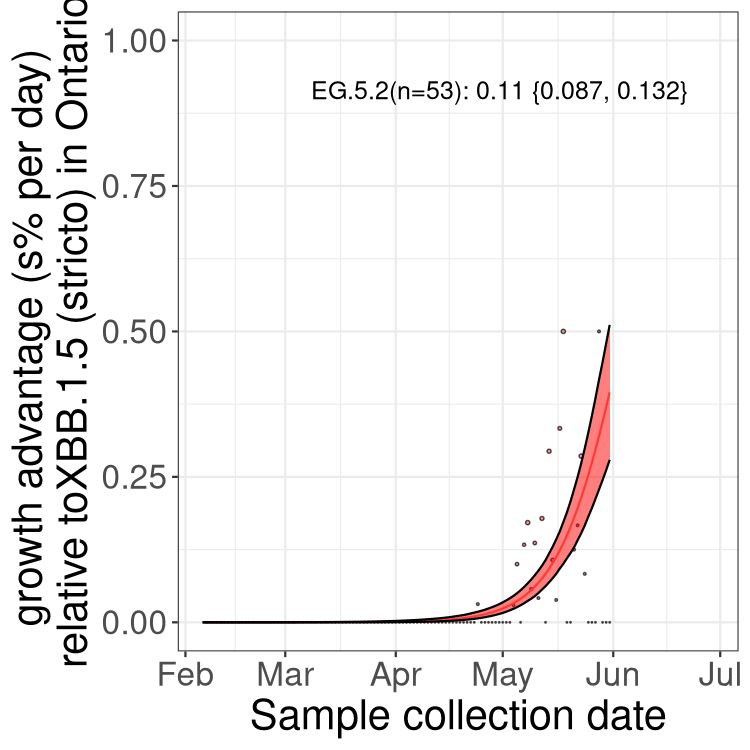 growth advantage (s% per day)
relative toXBB.1.5 (stricto) in Ontario
1.00
0.75
0.50
0.25
0.00
EG.5.2(n=53): 0.11 {0.087, 0.132}
Feb Mar Apr May Jun Jul
Sample collection date